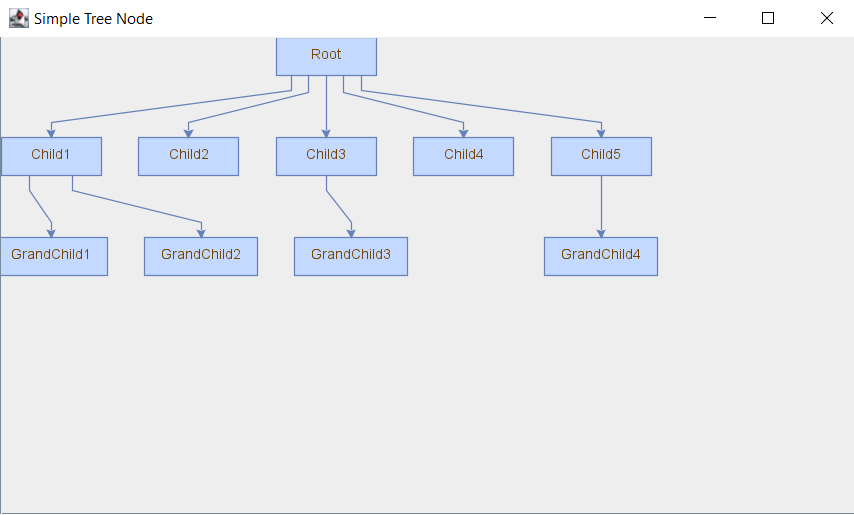 Simple Tree Node
Root
Child1
Child2
Child3
Child4
Child5
GrandChild1
GrandChild2
GrandChild3
GrandChild4